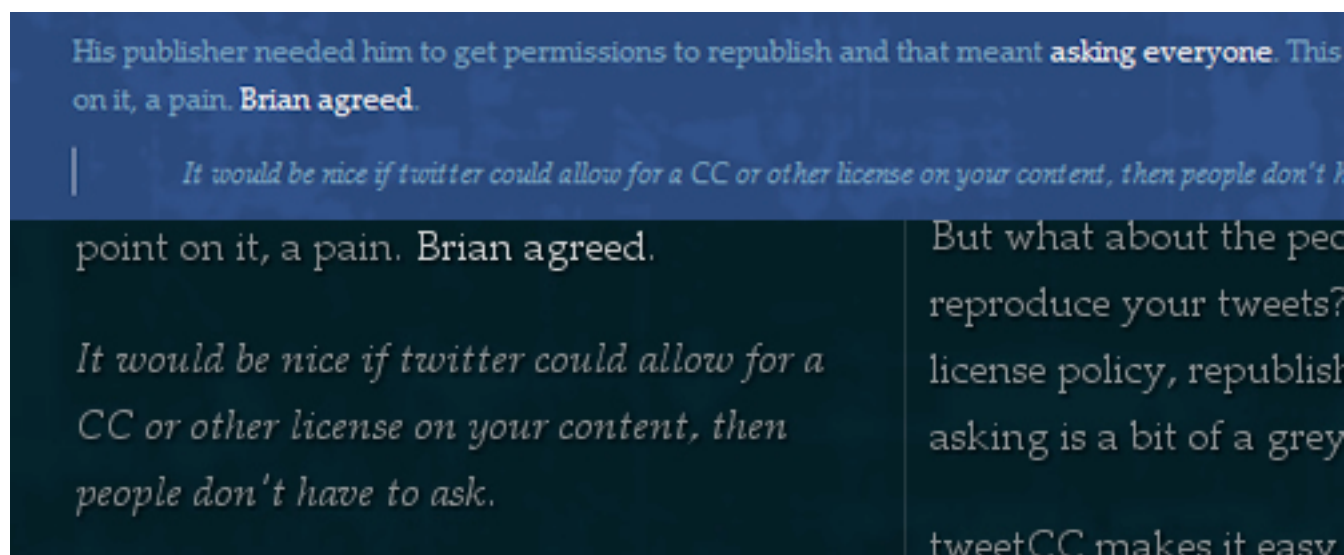 His publisher needed him to get permissions to republish and that meant asking everyone. This
on it, a pain. Brian agreed.
It would be nice if twitter could allow for a CC or other license on your content, then people don't
point on it, a pain. Brian agreed.
It would be nice if twitter could allow for a
CC or other license on your content, then
people don't have to ask.
But what about the
reproduce your tweets?
license policy,
asking is a bit of a grey
tweetCC makes it easy